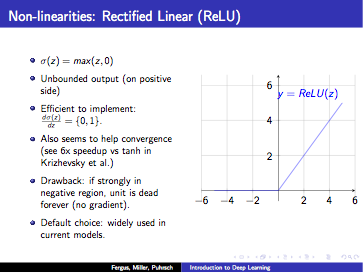 Non-linearities: Rectified Linear (ReLU)
σ(z) = max(z, 0)
Unbounded output (on positive
side)
Efficient to implement:
dσ(z)/dz = {0, 1}.
Also seems to help convergence
(see 6x speedup vs tanh in
Krizhevsky et al.)
Drawback: if strongly in
negative region, unit is dead
forever (no gradient).
Default choice: widely used in
current models.
6
y = ReLU(z)
4
2
−6 −4 −2 2 4 6
Fergus, Miller, Puhrsch Introduction to Deep Learning